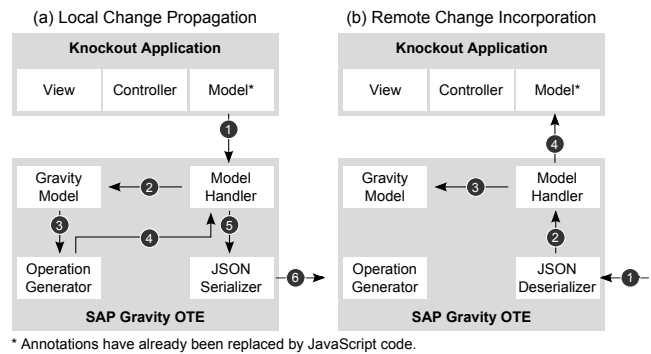 (a) Local Change Propagation
Knockout Application
View
Controller
Model*
1
Gravity
Model
2
Model
Handler
3
4
5
Operation
Generator
JSON
Serializer
6
SAP Gravity OTE
(b) Remote Change Incorporation
Knockout Application
View
Controller
Model*
4
Gravity
Model
3
Model
Handler
2
Operation
Generator
JSON
Deserializer
1
SAP Gravity OTE
* Annotations have already been replaced by JavaScript code.